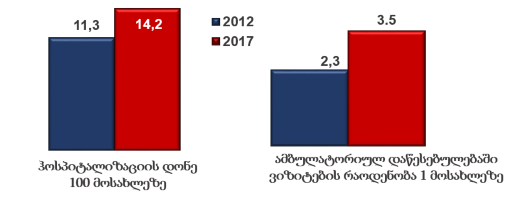 11,3
14,2
2012
2017
2,3
3.5
ჰოსპიტალიზაციის დონე
100 მოსახლეზე
ამბულატორიულ დაწესებულებაში
ვიზიტების რაოდენობა 1 მოსახლეზე